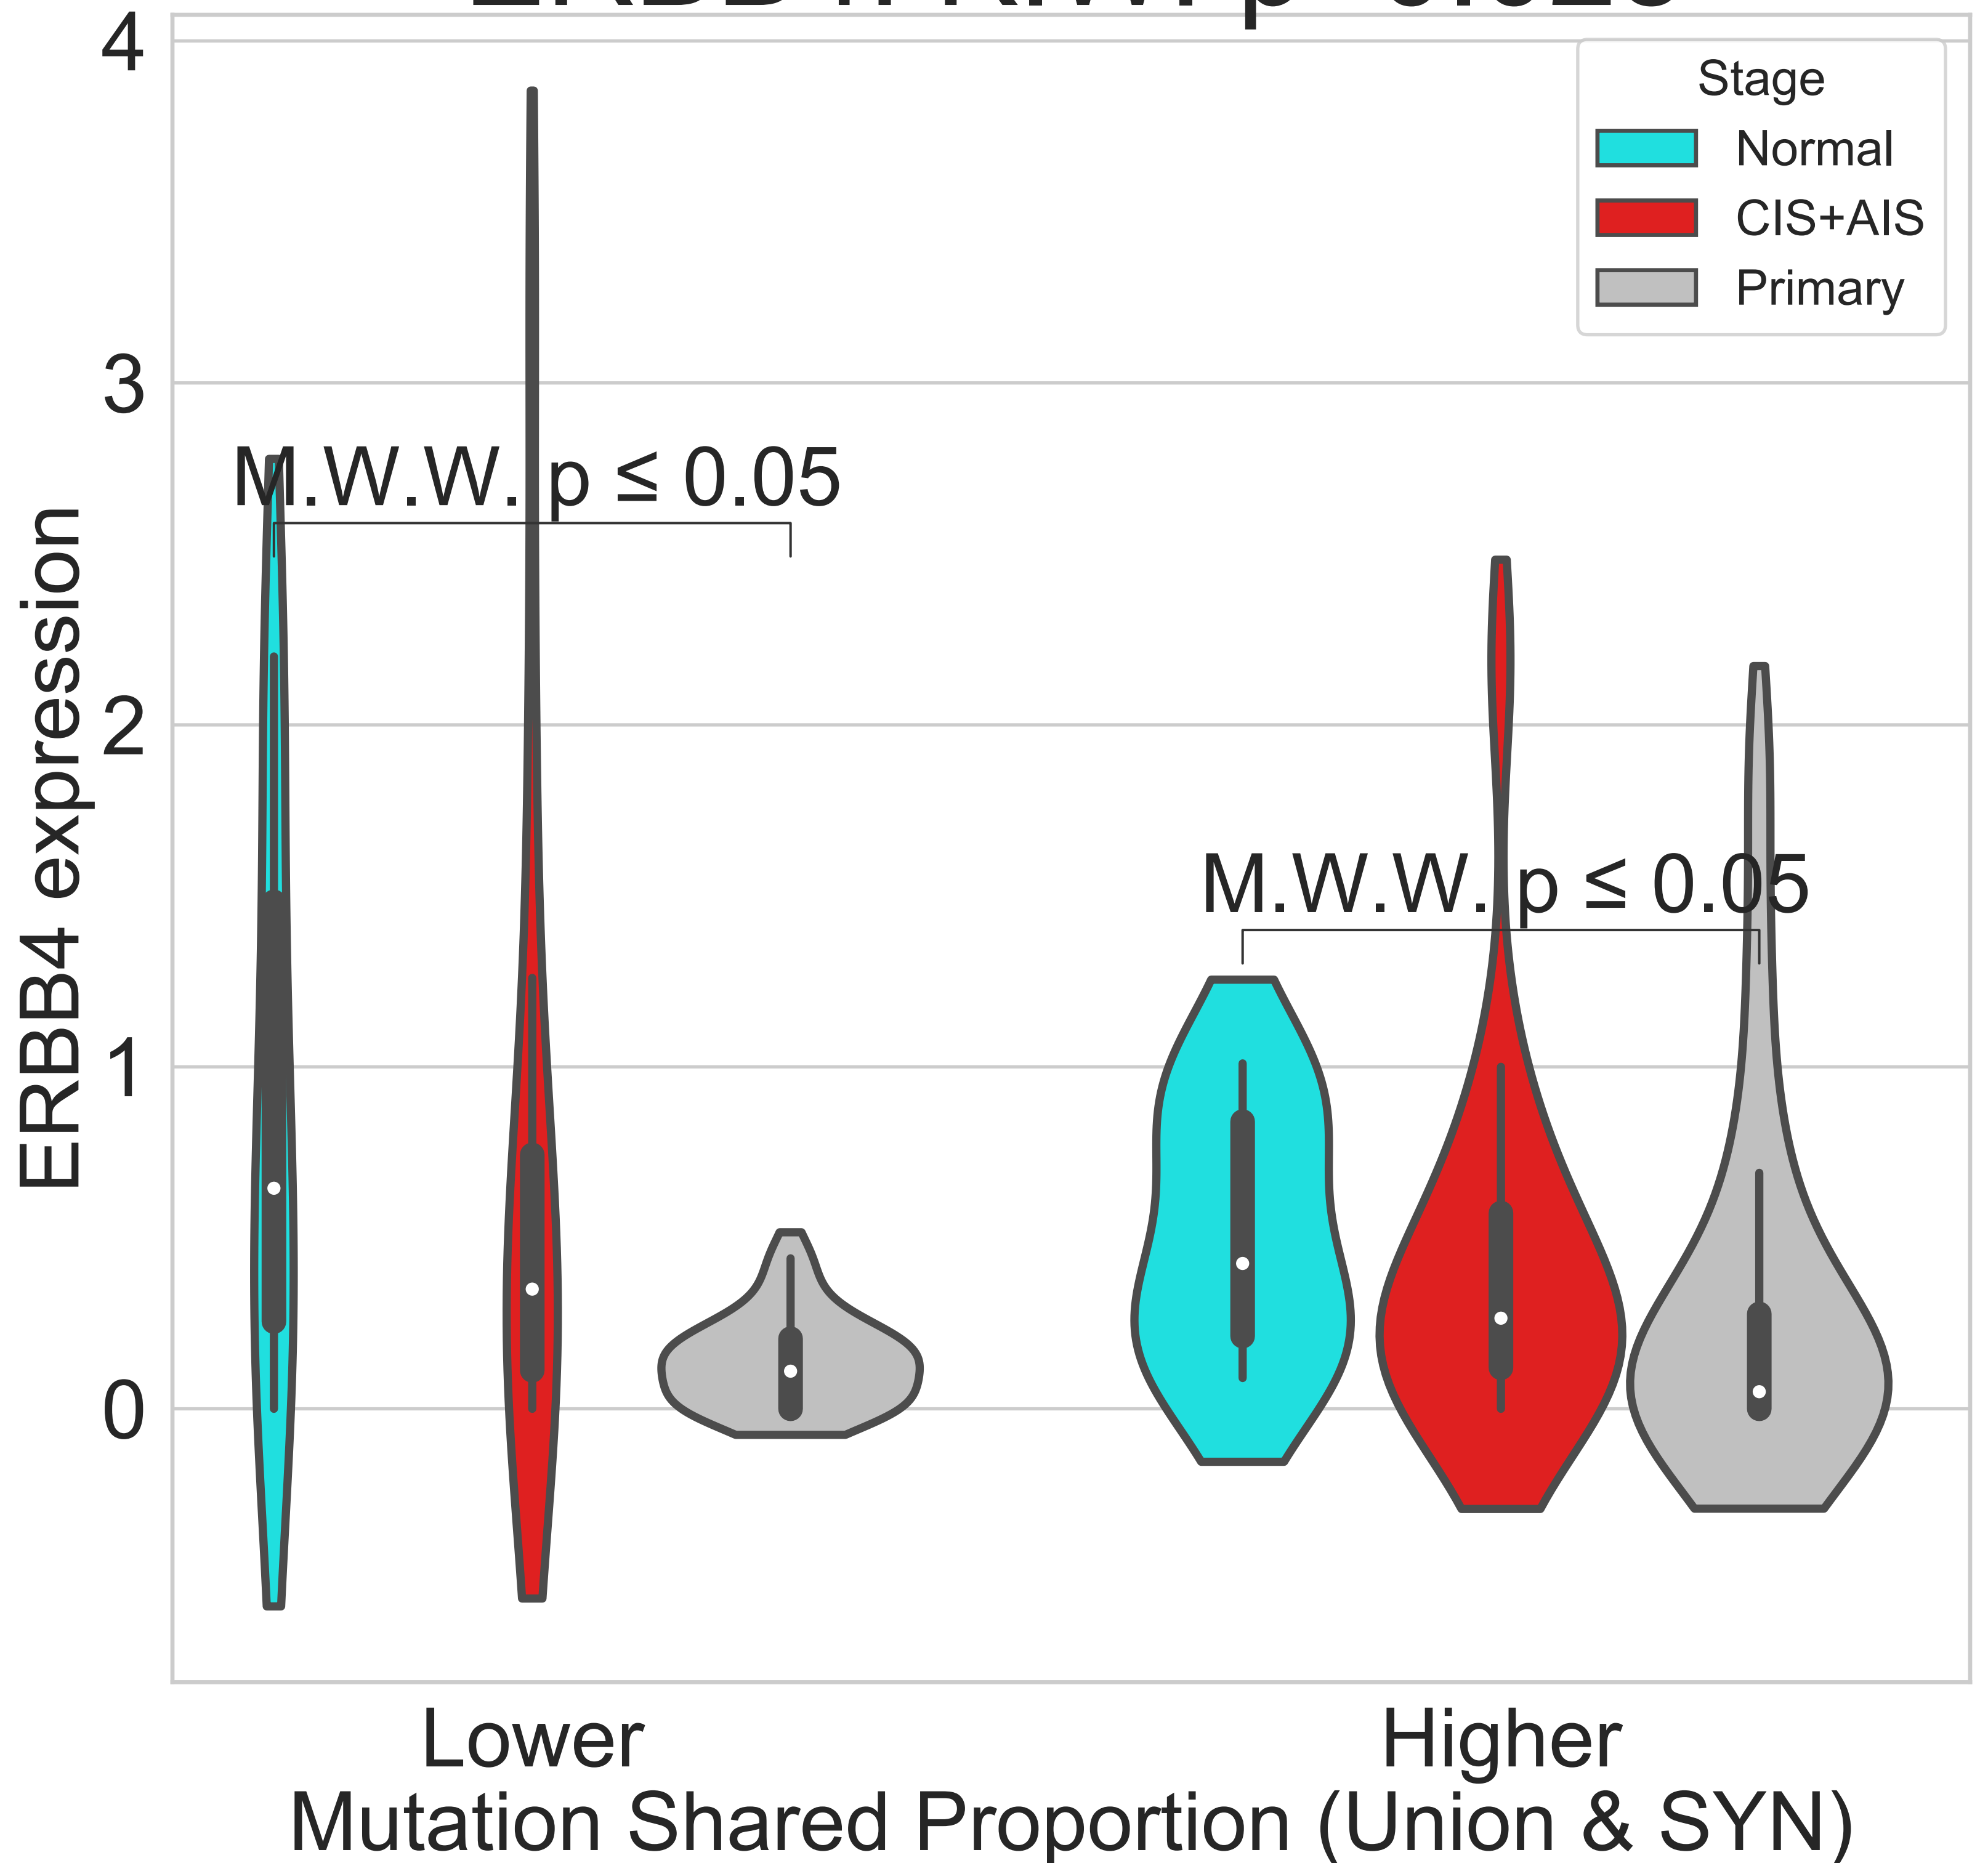 4
Stage
Normal
CIS+AIS
Primary
3
M.W.W. p ≤ 0.05
2
M.W.W. p ≤ 0.05
1
0
ERBB4 expression
Lower
Higher
Mutation Shared Proportion (Union & SYN)